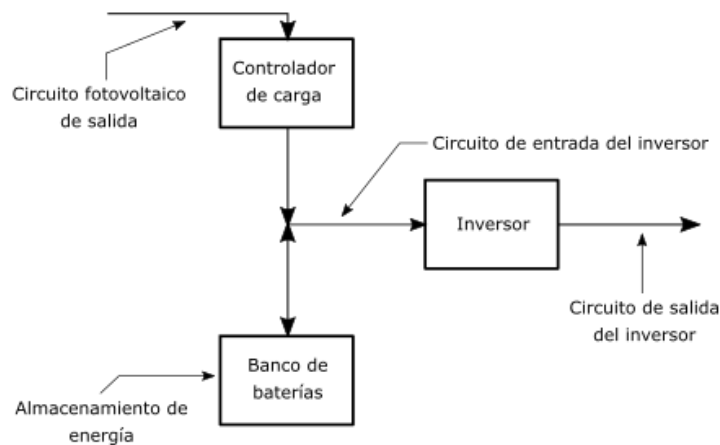 Controlador
de carga
Circuito fotovoltaico
de salida
Circuito de entrada del inversor
Inversor
Circuito de salida
del inversor
Banco de
baterías
Almacenamiento de
energía